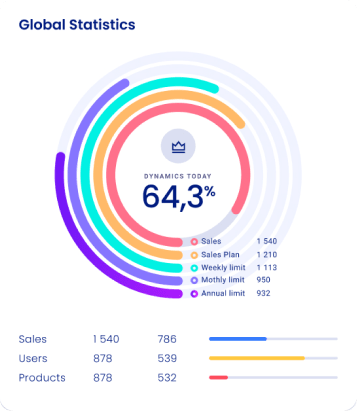 Global Statistics
DYNAMICS TODAY
64,3%
Sales 1 540
Sales Plan 1 210
Weekly limit 1 113
Mothly limit 950
Annual limit 932
Sales 1 540 786
Users 878 539
Products 878 532